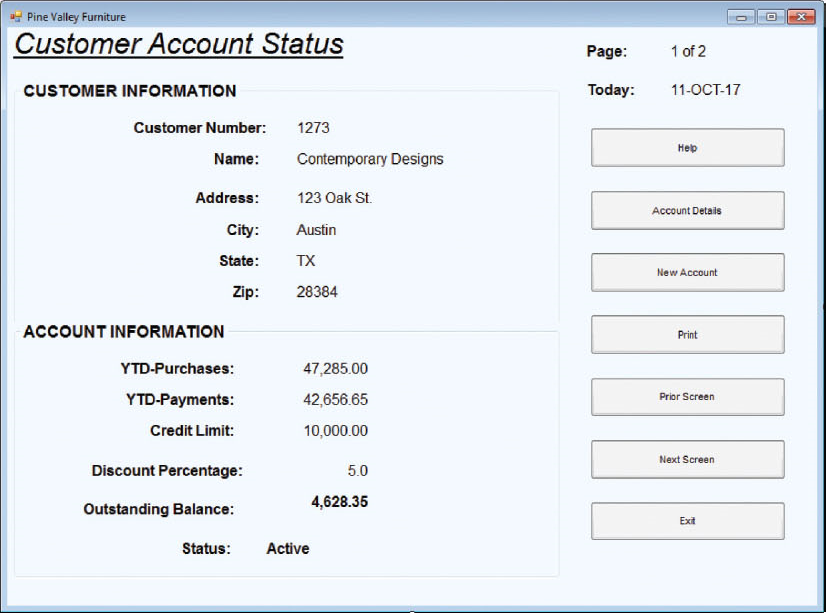 Pine Valley Furniture
Customer Account Status
Page: 1 of 2
Today: 11-OCT-17
CUSTOMER INFORMATION
Customer Number: 1273
Name: Contemporary Designs
Address: 123 Oak St.
City: Austin
State: TX
Zip: 28384
ACCOUNT INFORMATION
YTD-Purchases: 47,285.00
YTD-Payments: 42,656.65
Credit Limit: 10,000.00
Discount Percentage: 5.0
Outstanding Balance: 4,628.35
Status: Active
Help
Account Details
New Account
Print
Prior Screen
Next Screen
Exit